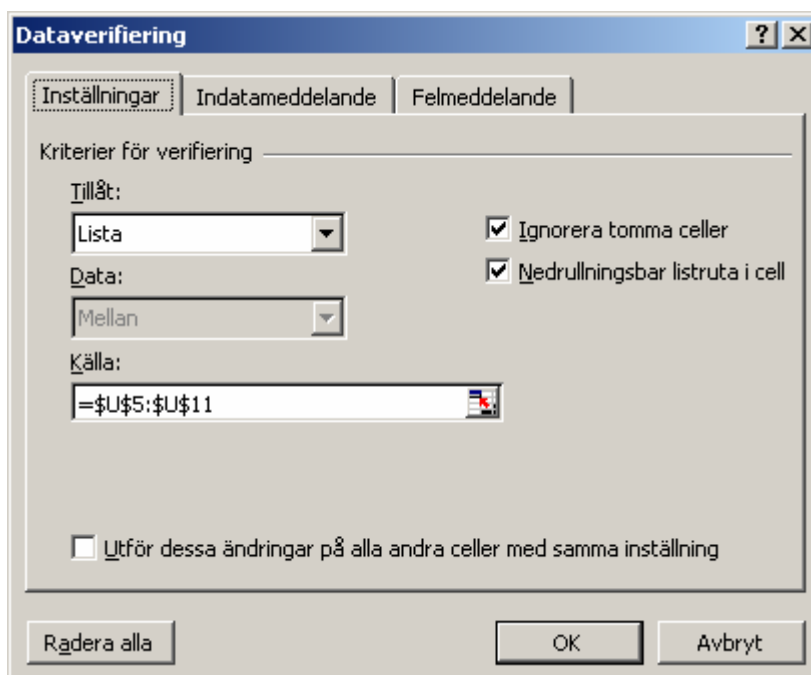 Dataverifiering
Inställningar Indatameddelande Felmeddelande
Kriterier för verifiering
Tillåt:
Lista
Ignorera tomma celler
Data:
Nedrullningsbar listruta i cell
Mellan
Källa:
=$U$5:$U$11
Utför dessa ändringar på alla andra celler med samma inställning
Radera alla OK Avbryt